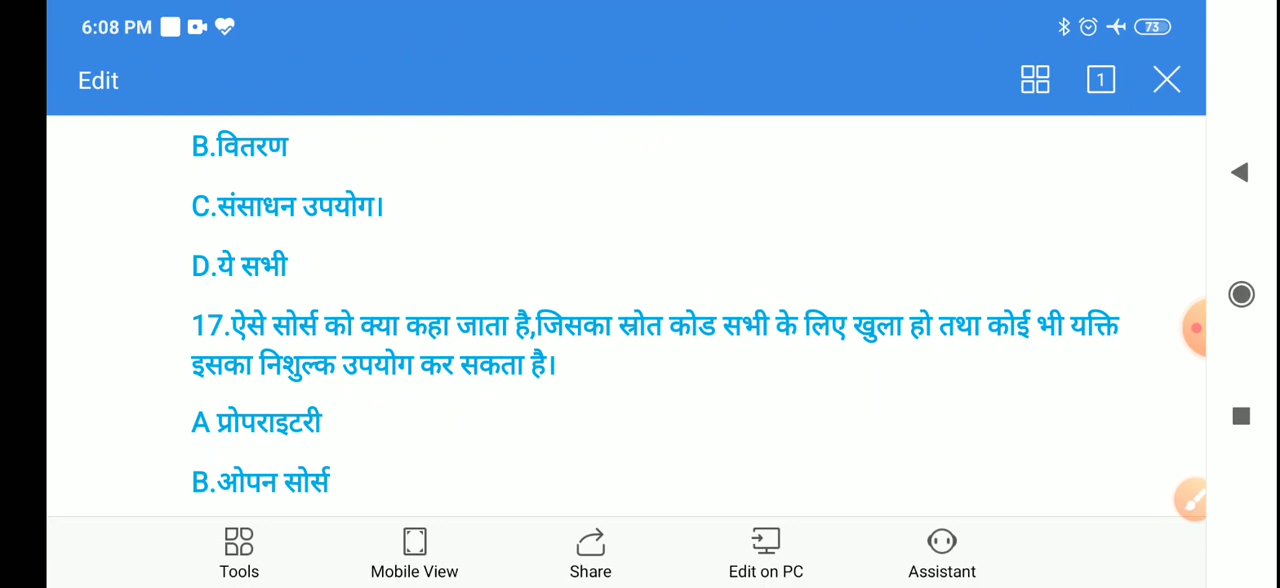 6:08 PM
73
Edit
1
B.वितरण
C.संसाधन उपयोग।
D.ये सभी
17.ऐसे सोर्स को क्या कहा जाता है,जिसका स्रोत कोड सभी के लिए खुला हो तथा कोई भी यक्ति
इसका निशुल्क उपयोग कर सकता है।
A प्रोपराइटरी
B.ओपन सोर्स
Tools Mobile View Share Edit on PC Assistant